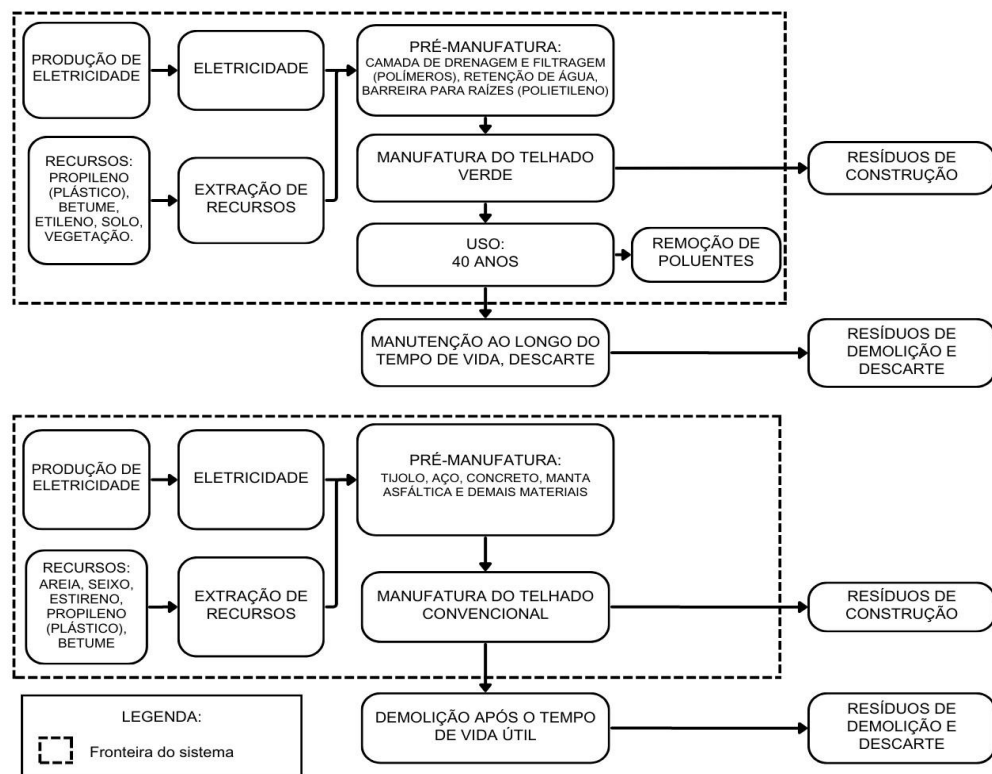 PRODUÇÃO DE
ELETRICIDADE
ELETRICIDADE
PRÉ-MANUFATURA:
CAMADA DE DRENAGEM E FILTRAGEM
(POLÍMEROS), RETENÇÃO DE ÁGUA,
BARREIRA PARA RAÍZES (POLIETILENO)
RECURSOS:
PROPILENO
(PLÁSTICO),
BETUME,
ETILENO, SOLO,
VEGETAÇÃO.
EXTRAÇÃO DE
RECURSOS
MANUFATURA DO TELHADO
VERDE
RESÍDUOS DE
CONSTRUÇÃO
USO:
40 ANOS
REMOÇÃO DE
POLUENTES
MANUTENÇÃO AO LONGO DO
TEMPO DE VIDA, DESCARTE
RESÍDUOS DE
DEMOLIÇÃO E
DESCARTE
PRODUÇÃO DE
ELETRICIDADE
ELETRICIDADE
PRÉ-MANUFATURA:
TIJOLO, AÇO, CONCRETO, MANTA
ASFÁLTICA E DEMAIS MATERIAIS
RECURSOS:
AREIA, SEIXO,
ESTIRENO,
PROPILENO
(PLÁSTICO),
BETUME
EXTRAÇÃO DE
RECURSOS
MANUFATURA DO TELHADO
CONVENCIONAL
RESÍDUOS DE
CONSTRUÇÃO
DEMOLIÇÃO APÓS O TEMPO
DE VIDA ÚTIL
RESÍDUOS DE
DEMOLIÇÃO E
DESCARTE
LEGENDA:
Fronteira do sistema